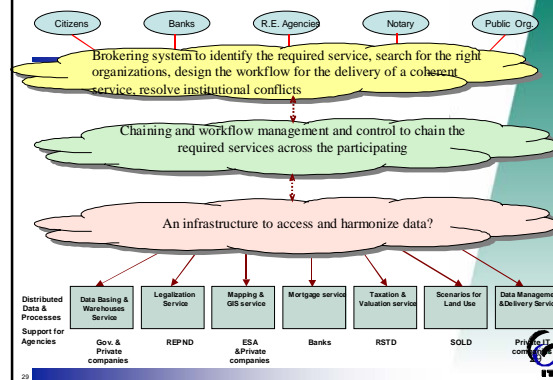 Citizens
Banks
R.E. Agencies
Notary
Public Org.
Brokering system to identify the required service, search for the right
organizations, design the workflow for the delivery of a coherent
service, resolve institutional conflicts
Chaining and workflow management and control to chain the
required services across the participating
An infrastructure to access and harmonize data?
Distributed
Data &
Processes
Data Basing &
Warehouses
Service
Legalization
Service
Mapping &
GIS service
Mortgage service
Taxation &
Valuation service
Scenarios for
Land Use
Data Manageme
&Delivery Servic
Support for
Agencies
Gov. &
Private
companies
REPND
ESA
&Private
companies
Banks
RSTD
SOLD
Private IT
29